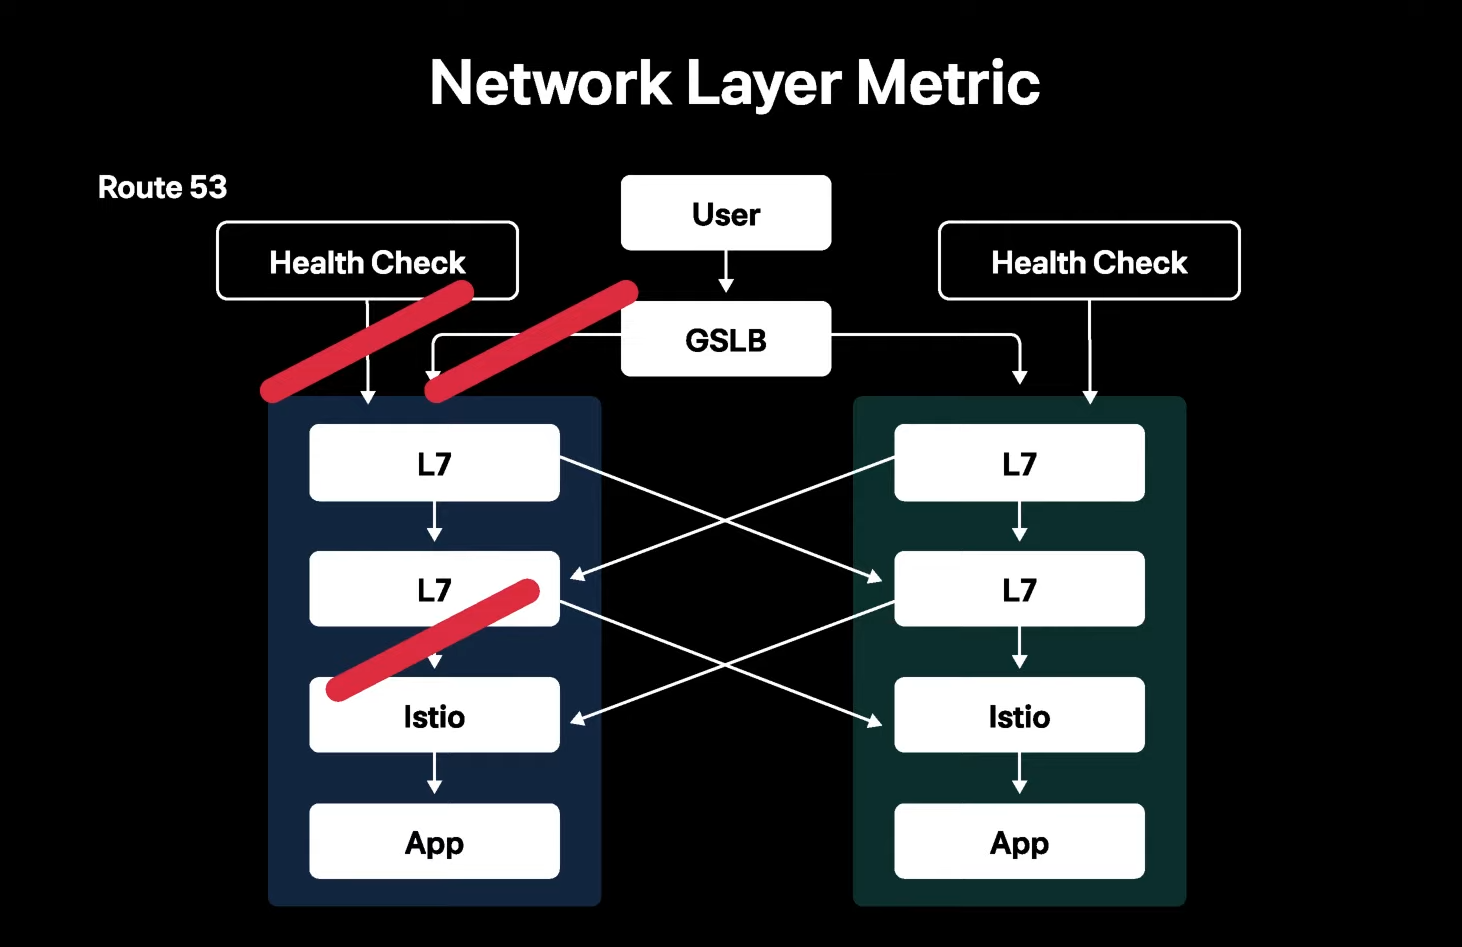 Network Layer Metric
Route 53
User
Health Check
Health Check
GSLB
L7
L7
L7
L7
Istio
Istio
App
App